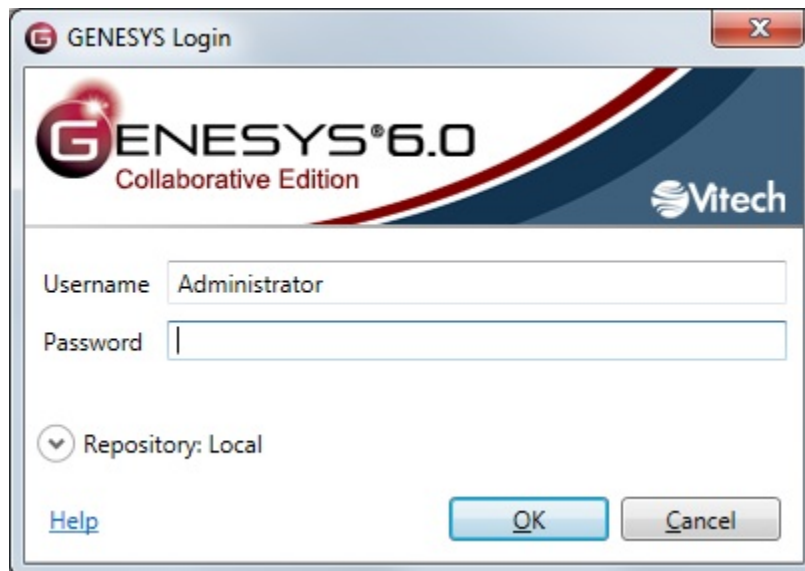 GENESYS Login
GENESYS® 6.0
Collaborative Edition
Vitech
Username Administrator
Password
Repository: Local
Help OK Cancel